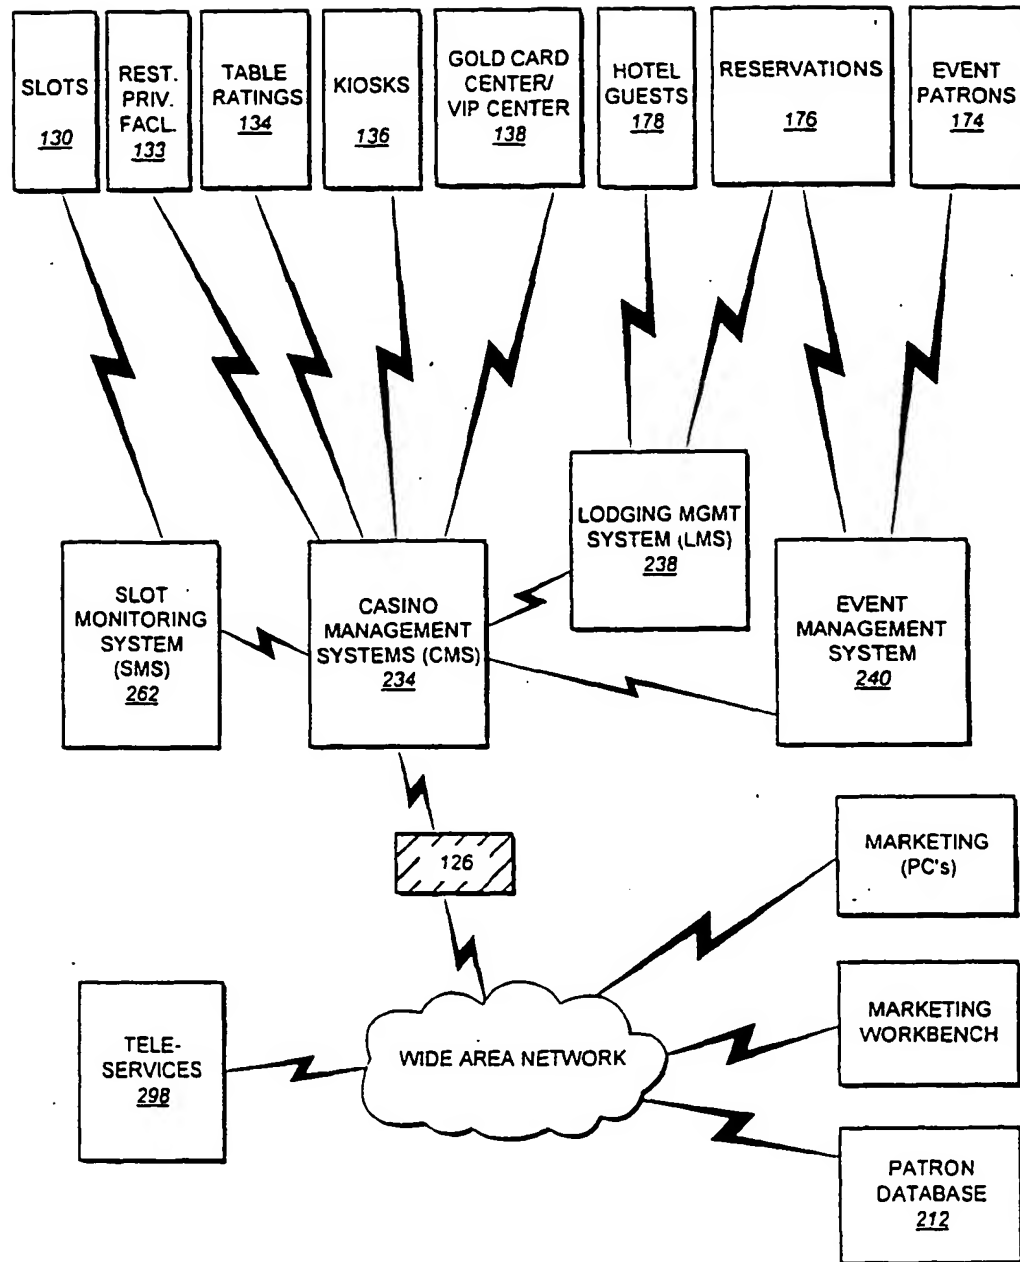 SLOTS
130
REST.
PRIV.
FACL.
133
TABLE
RATINGS
134
KIOSKS
136
GOLD CARD
CENTER/
VIP CENTER
138
HOTEL
GUESTS
178
RESERVATIONS
176
EVENT
PATRONS
174
LODGING MGMT
SYSTEM (LMS)
238
SLOT
MONITORING
SYSTEM
(SMS)
262
CASINO
MANAGEMENT
SYSTEMS (CMS)
234
EVENT
MANAGEMENT
SYSTEM
240
126
MARKETING
(PC's)
TELE-
SERVICES
298
WIDE AREA NETWORK
MARKETING
WORKBENCH
PATRON
DATABASE
212